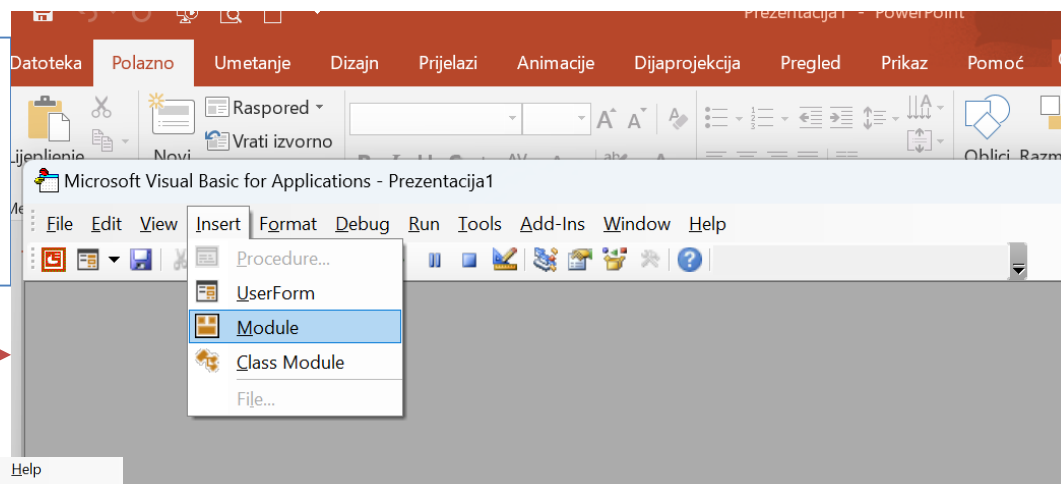 Prezentacija1 - PowerPoint
Datoteka Polazno Umetanje Dizajn Prijelazi Animacije Dijaprojekcija Pregled Prikaz Pomoć
Raspored
Vrati izvorno
Lijepljenje Novi Oblici Razm
Microsoft Visual Basic for Applications - Prezentacija1
File Edit View Insert Format Debug Run Tools Add-Ins Window Help
Procedure...
UserForm
Module
Class Module
File...
Help